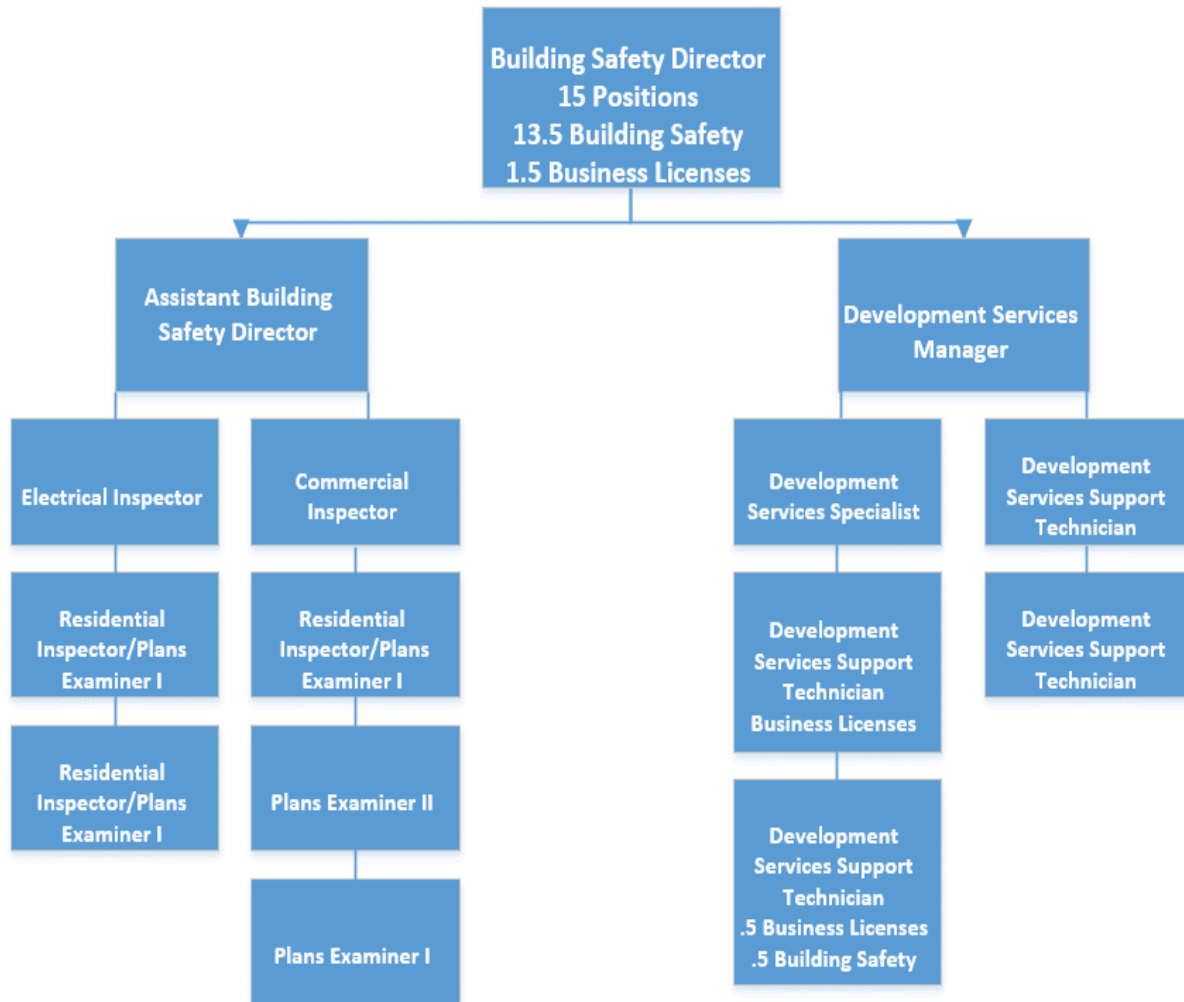 Building Safety Director
15 Positions
13.5 Building Safety
1.5 Business Licenses
Assistant Building
Safety Director
Development Services
Manager
Electrical Inspector
Commercial
Inspector
Development
Services Specialist
Development
Services Support
Technician
Residential
Inspector/Plans
Examiner I
Residential
Inspector/Plans
Examiner I
Development
Services Support
Technician
Business Licenses
Development
Services Support
Technician
Residential
Inspector/Plans
Examiner I
Plans Examiner II
Development
Services Support
Technician
.5 Business Licenses
.5 Building Safety
Plans Examiner I